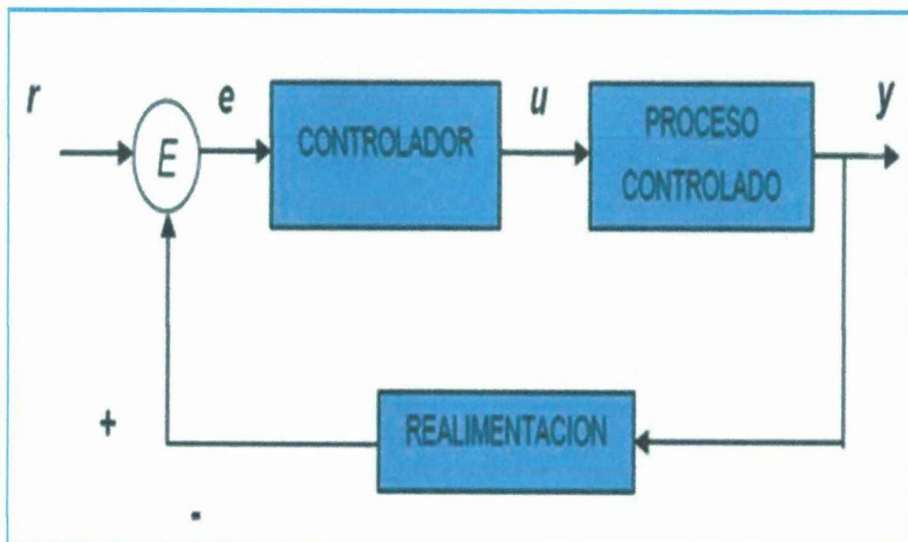 r
e
u
y
E
CONTROLADOR
PROCESO
CONTROLADO
+
REALIMENTACION
-